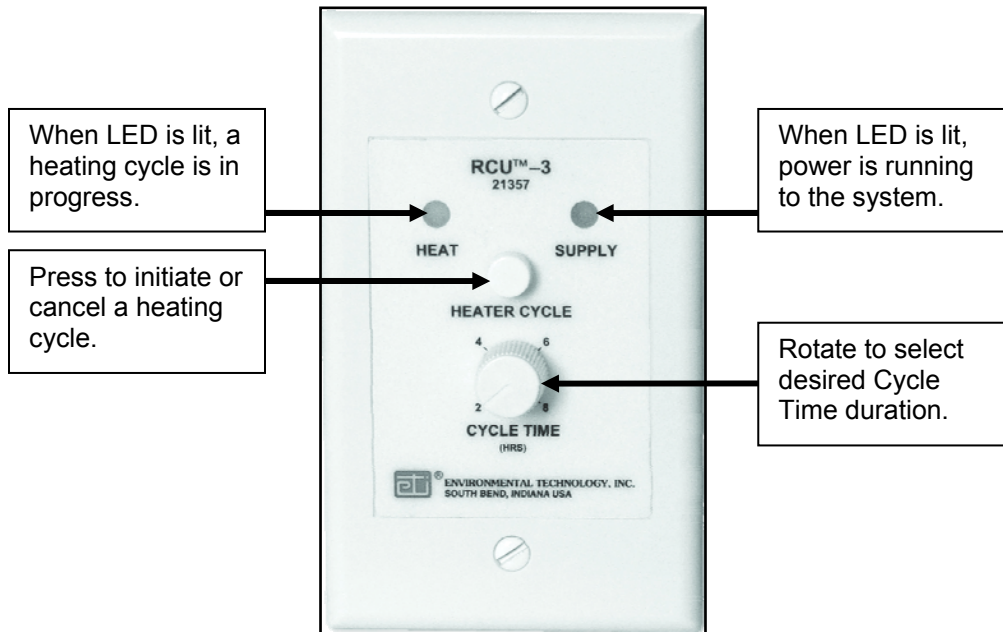 When LED is lit, a
heating cycle is in
progress.
Press to initiate or
cancel a heating
cycle.
RCU™–3
21357
HEAT
SUPPLY
HEATER CYCLE
4
6
2
8
CYCLE TIME
(HRS)
eti ® ENVIRONMENTAL TECHNOLOGY, INC.
SOUTH BEND, INDIANA USA
When LED is lit,
power is running
to the system.
Rotate to select
desired Cycle
Time duration.